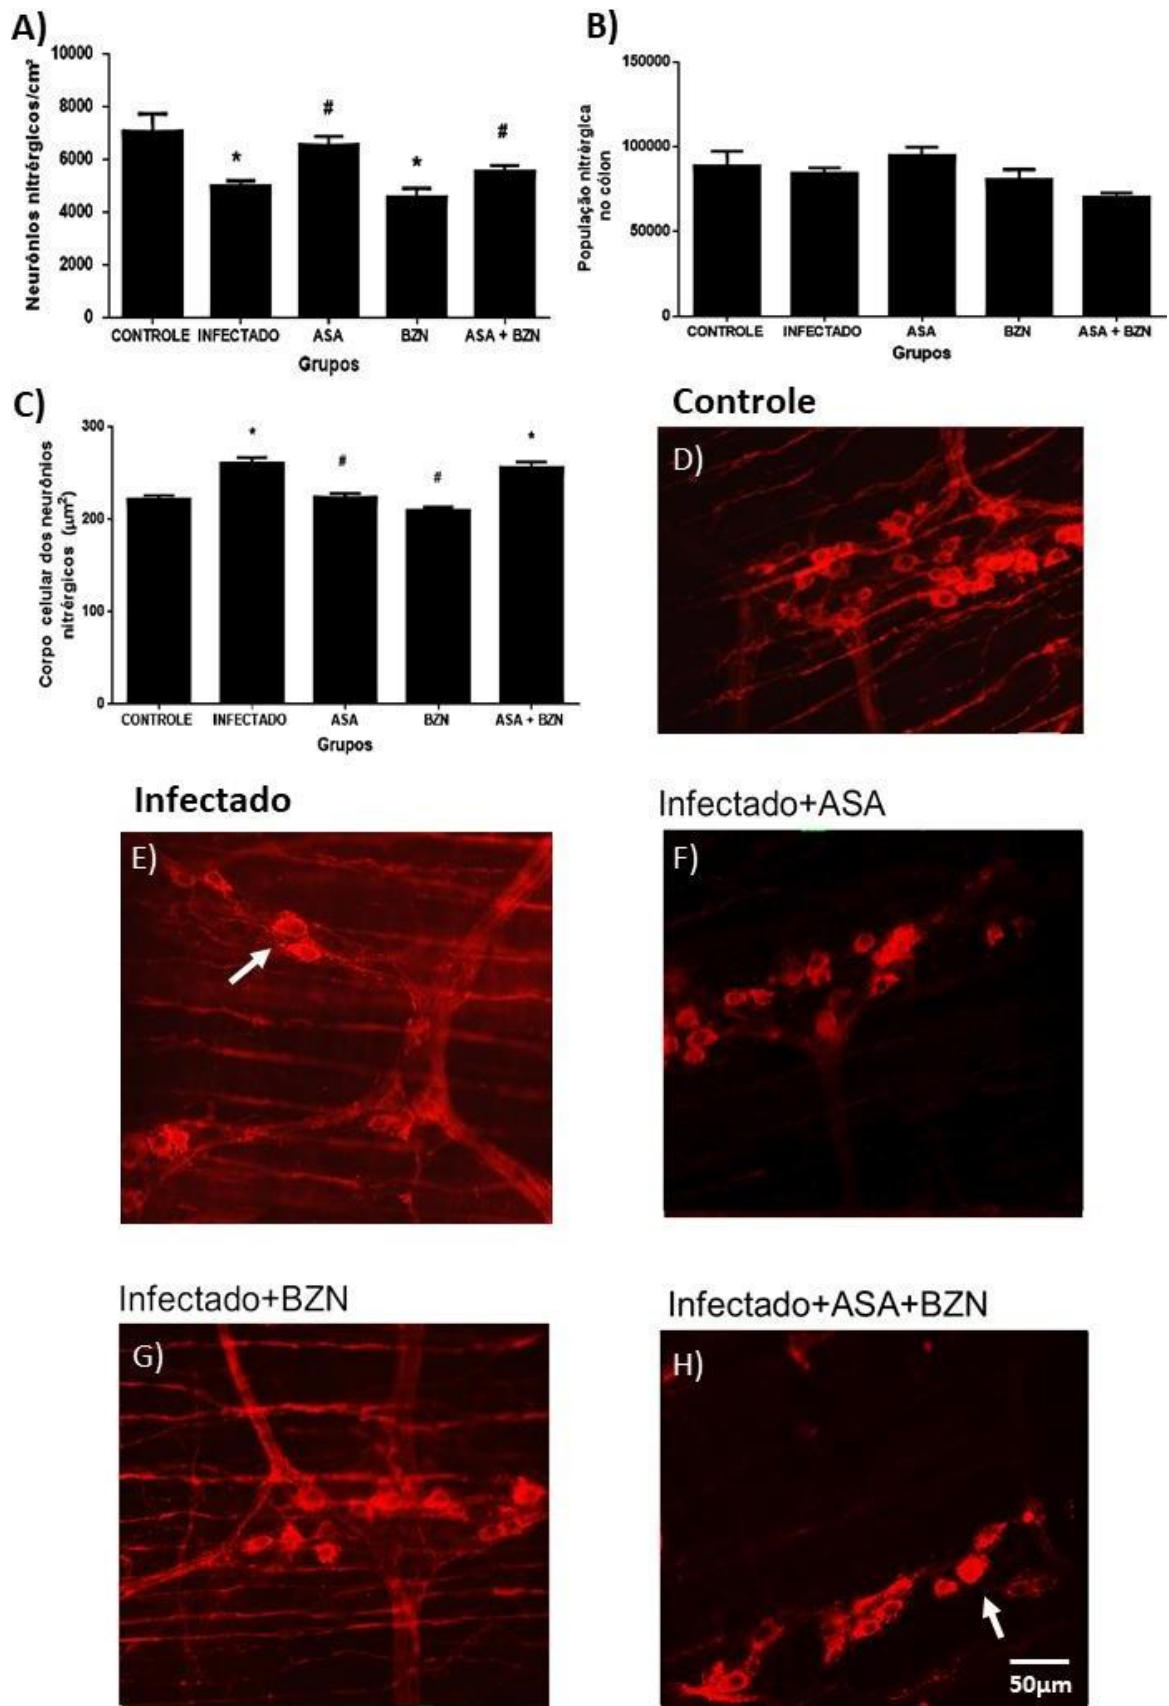 A)
Neurônios nitrérgicos/cm²
10000
8000
6000
4000
2000
0
*
#
*
#
CONTROLE INFECTADO ASA BZN ASA + BZN
Grupos
B)
População nitrérgica
no cólon
150000
100000
50000
0
CONTROLE INFECTADO ASA BZN ASA + BZN
Grupos
C)
Corpo celular dos neurônios
nitrérgicos (µm²)
300
200
100
0
*
#
#
*
CONTROLE INFECTADO ASA BZN ASA + BZN
Grupos
Controle
D)
Infectado
E)
Infectado+ASA
F)
Infectado+BZN
G)
Infectado+ASA+BZN
H)
50µm